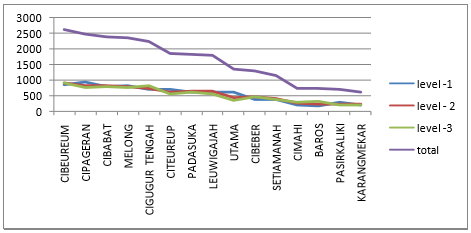 3000
2500
2000
1500
1000
500
0
CIBEUREUM
CIPAGERAN
CIBABAT
MELONG
CIGUGUR TENGAH
CITEUREUP
PADASUKA
LEUWIGAJAH
UTAMA
CIBEBER
SETIAMANAH
CIMAHI
BAROS
PASIRKALIKI
KARANGMEKAR
level -1
level - 2
level -3
total